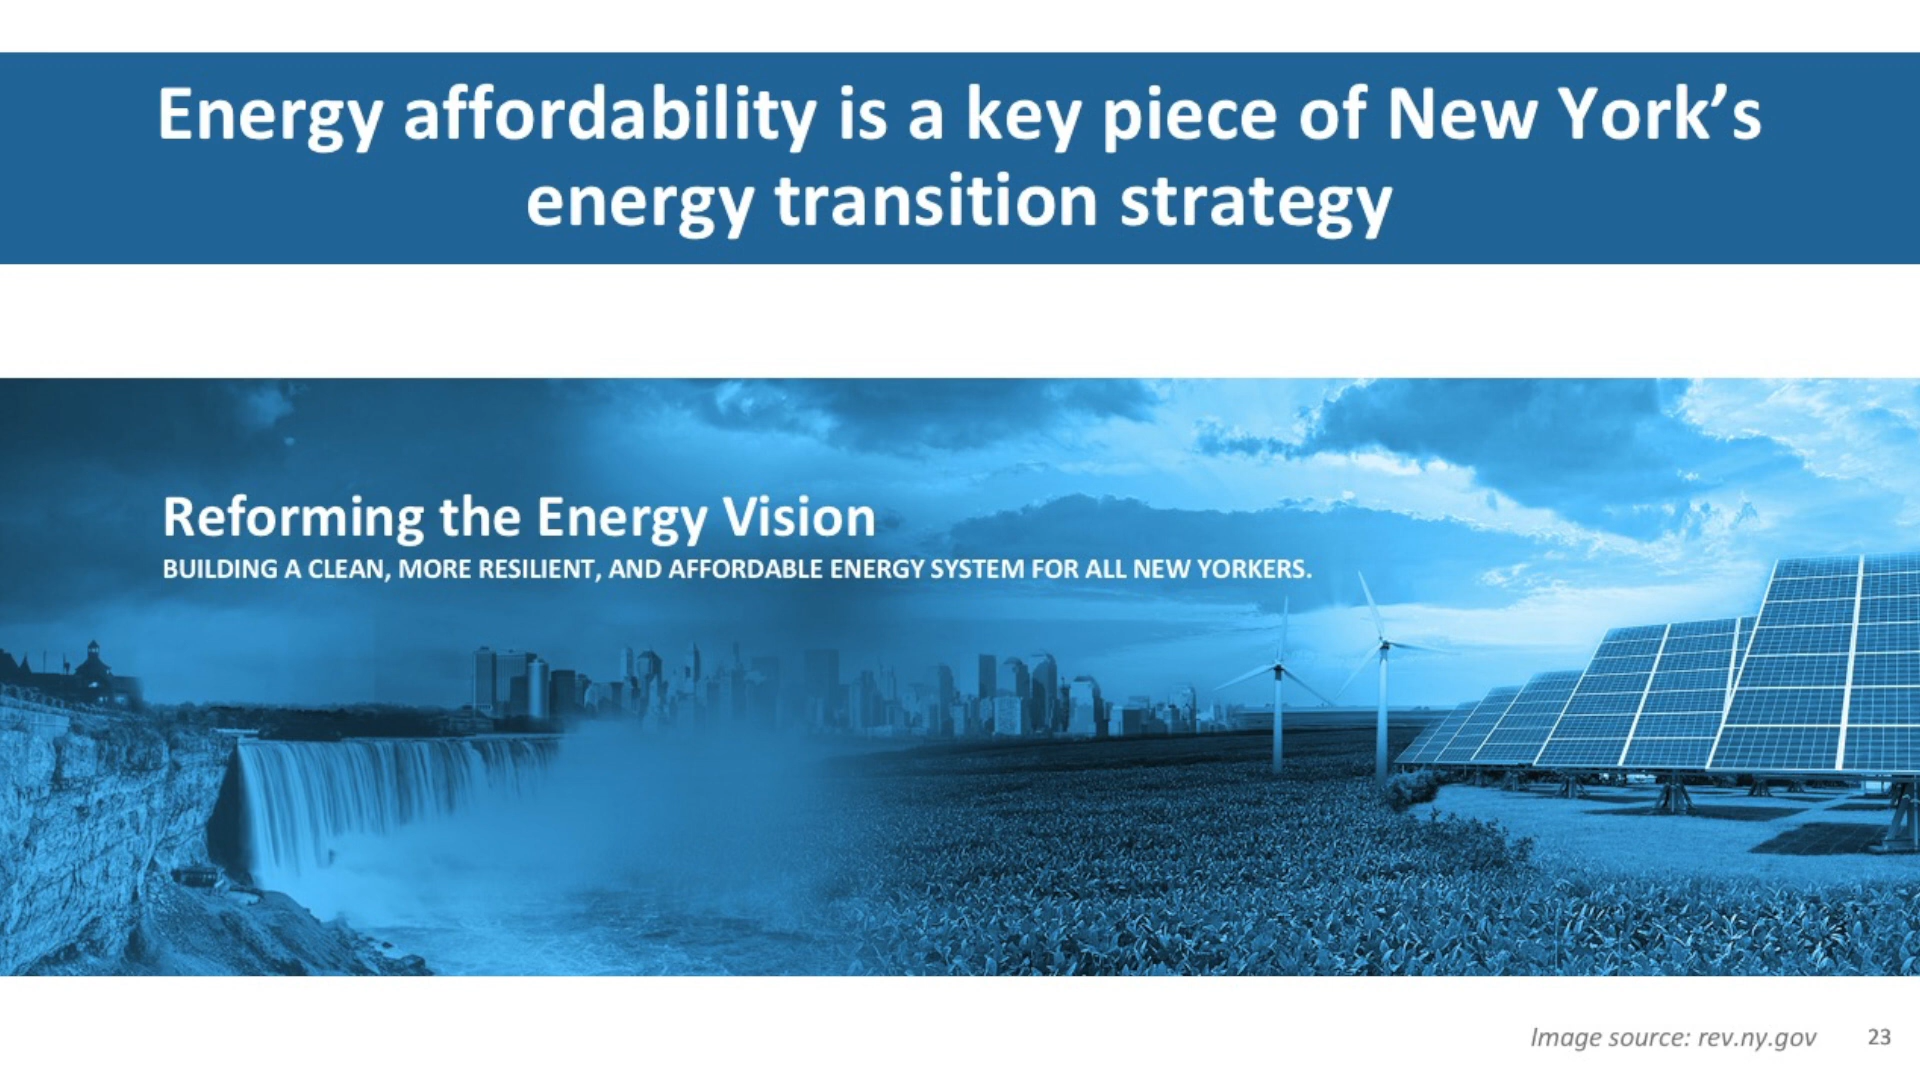 Energy affordability is a key piece of New York’s
energy transition strategy
Reforming the Energy Vision
BUILDING A CLEAN, MORE RESILIENT, AND AFFORDABLE ENERGY SYSTEM FOR ALL NEW YORKERS.
Image source: rev.ny.gov
23